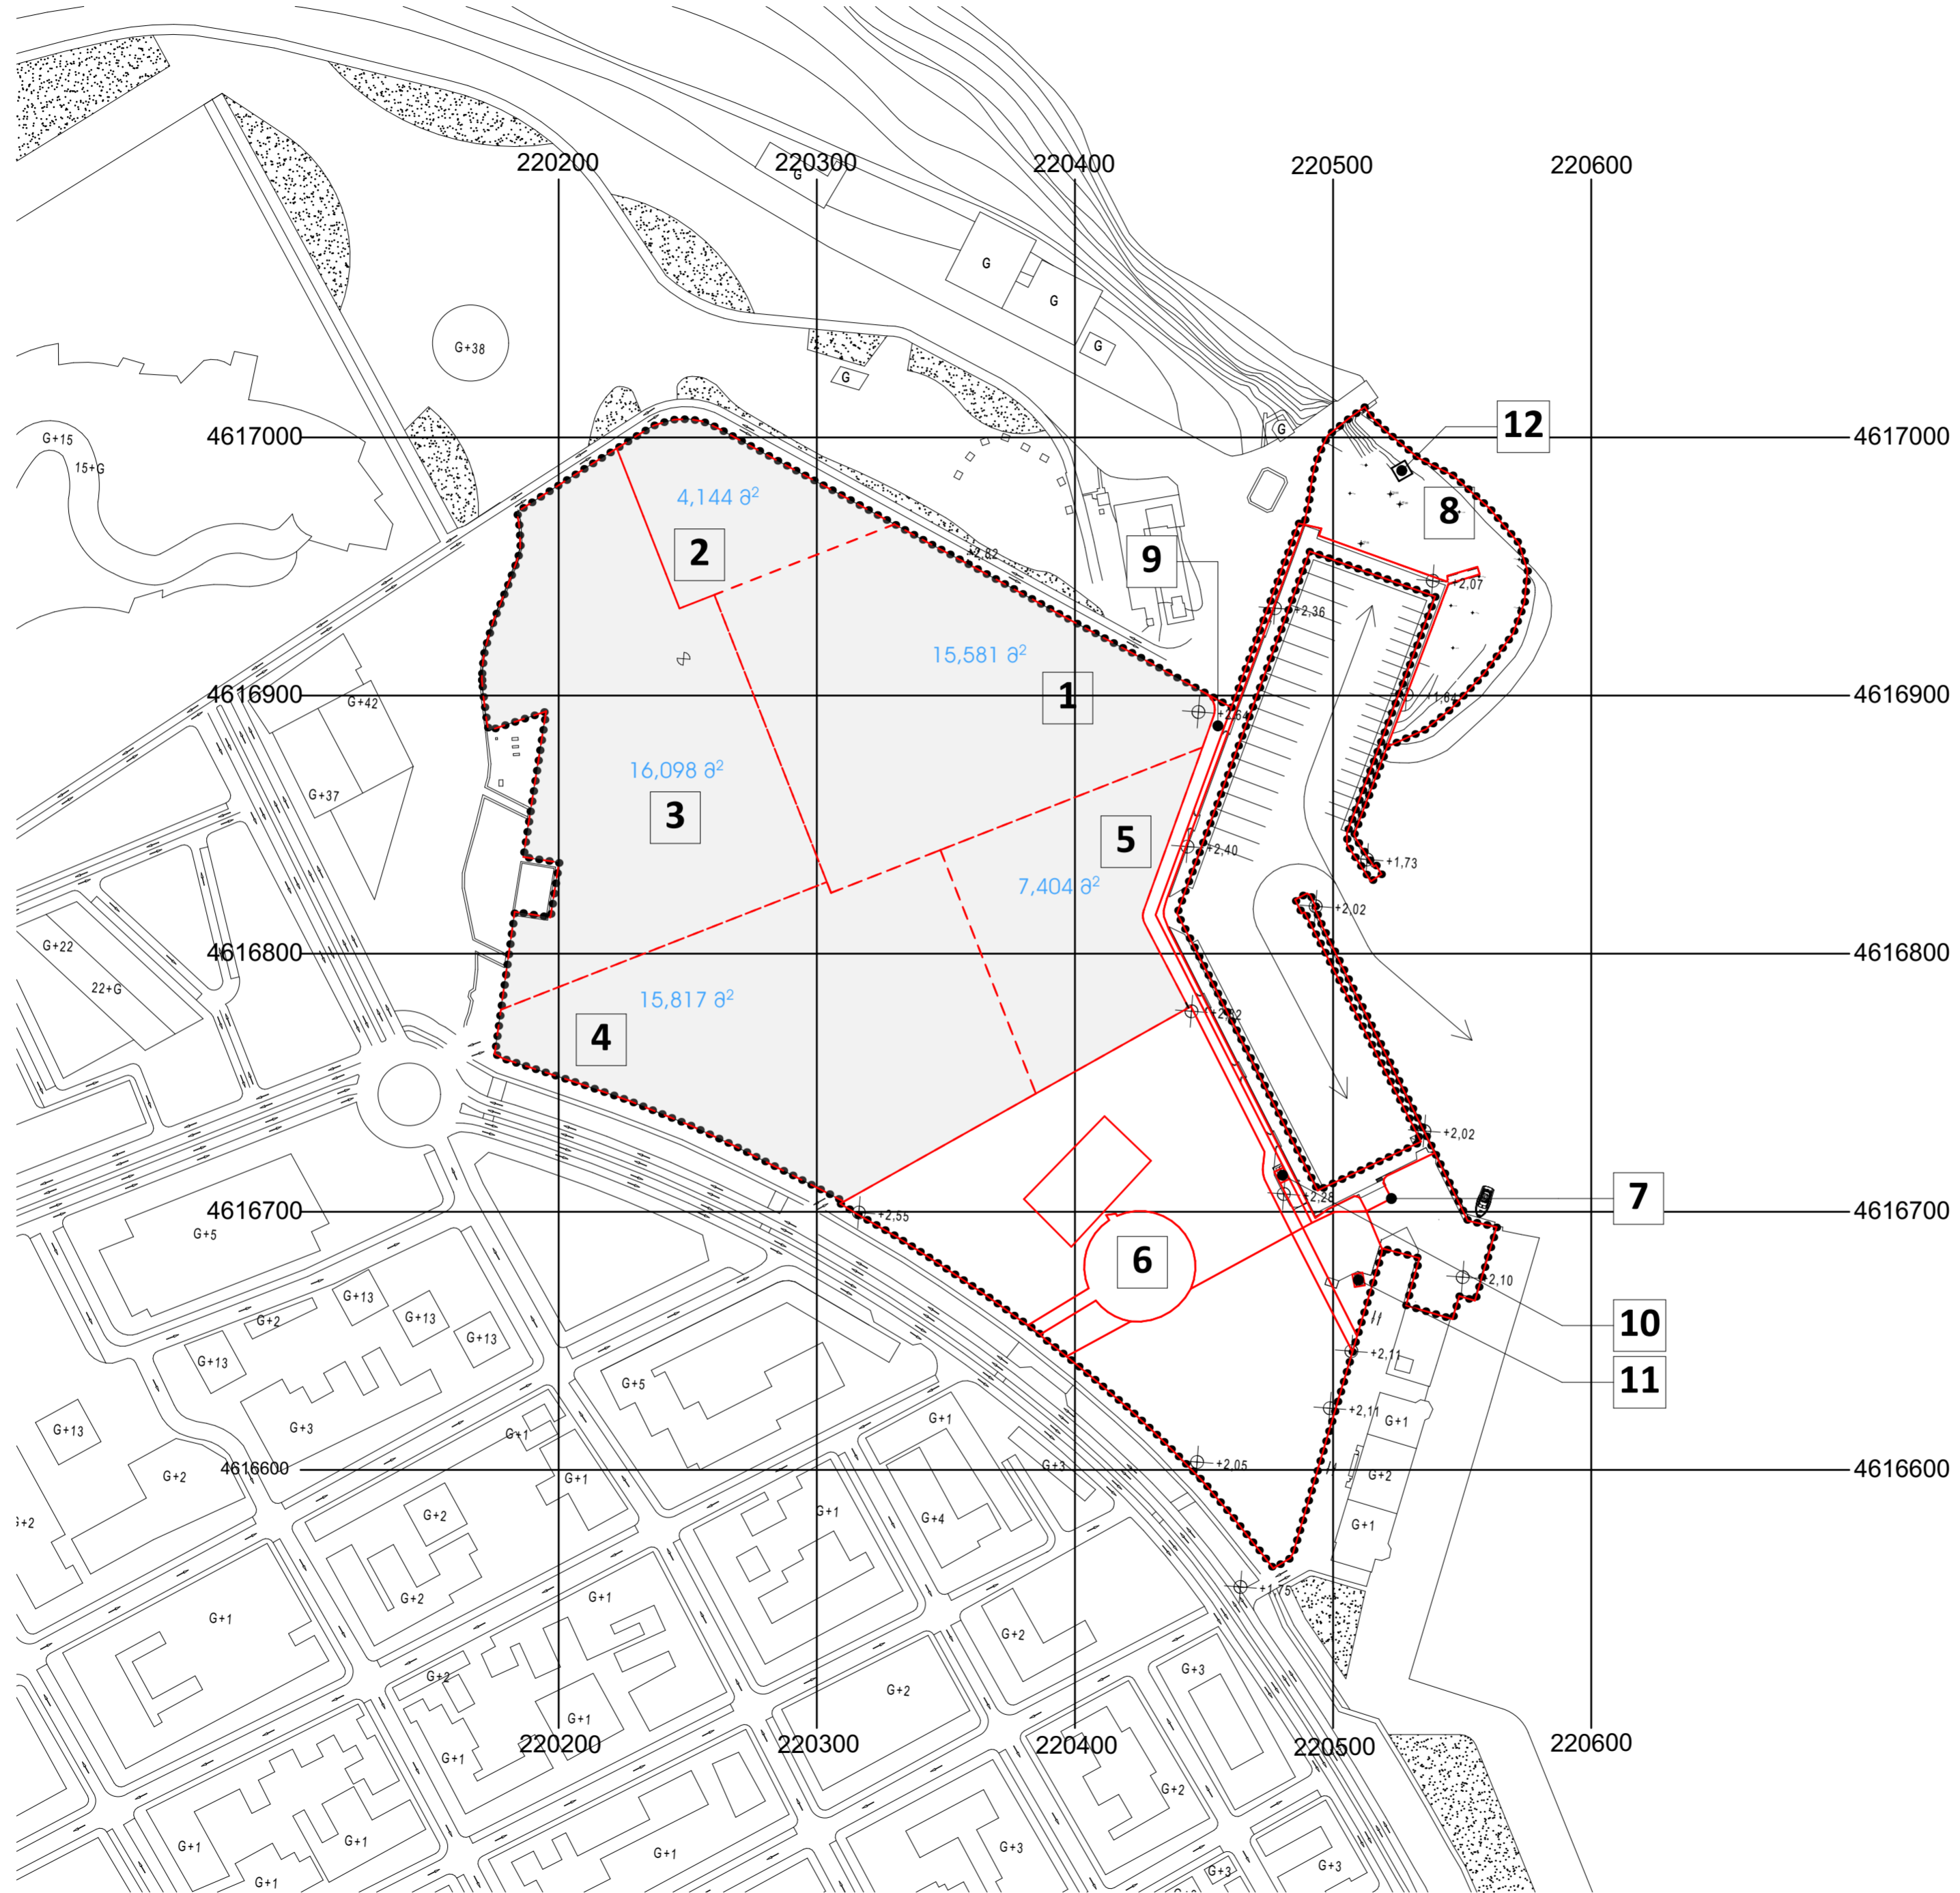 220200
220300
220400
220500
220600
G
G
G
G
G
G+38
G
4617000
G
4617000
12
G+15
15+G
4,144 მ²
8
2
+2,82
9
+2,07
+2,36
15,581 მ²
4616900
1
4616900
G+42
+2,64
16,098 მ²
G+37
3
5
+2,40
+1,73
7,404 მ²
+2,02
G+22
4616800
4616800
22+G
15,817 მ²
4
+2,02
+2,28
7
4616700
+2,55
4616700
G+5
6
+2,10
G+13
G+2
G+13
10
G+13
+2,11
G+13
G+5
11
+2,11
G+1
G+1
G+13
G+3
G+1
+2,05
G+3
4616600
4616600
G+2
G+1
G+2
G+2
G+1
G+4
G+1
+1,75
G+2
G+1
G+1
G+2
G+3
G+2
G+2
G+1
220200
220300
220400
220500
220600
G+1
G+2
G+1
G+1
G+1
G+3
G+3
G+3
G+1